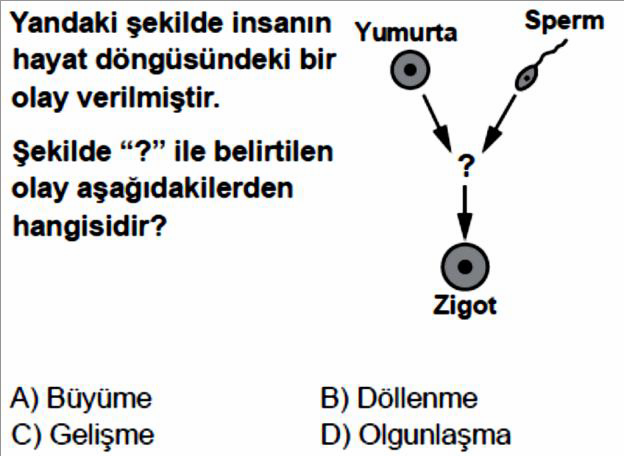 Yandaki şekilde insanın
hayat döngüsündeki bir
olay verilmiştir.
Şekilde “?” ile belirtilen
olay aşağıdakilerden
hangisidir?
Yumurta
Sperm
?
Zigot
A) Büyüme
B) Döllenme
C) Gelişme
D) Olgunlaşma